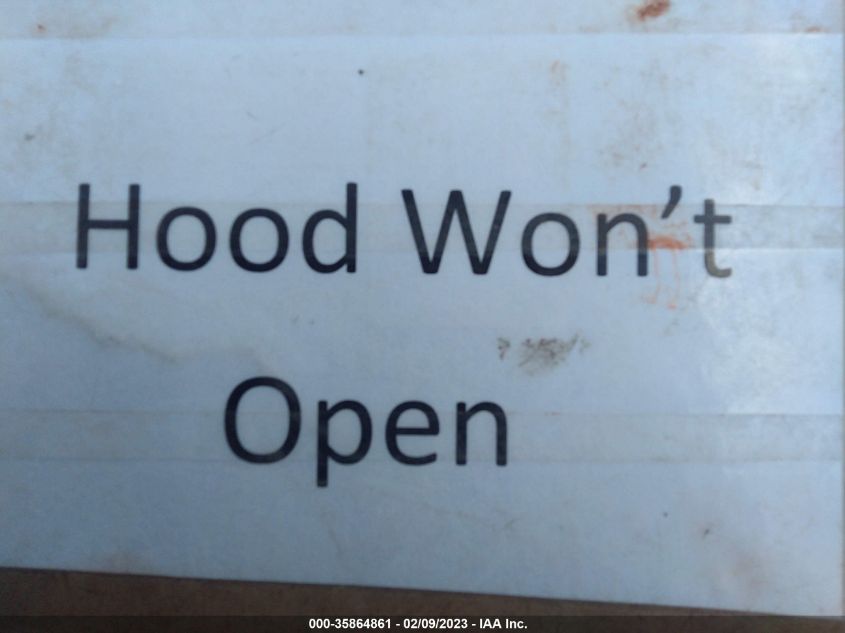 Hood Won’t
Open
000-35864861 - 02/09/2023 - IAA Inc.